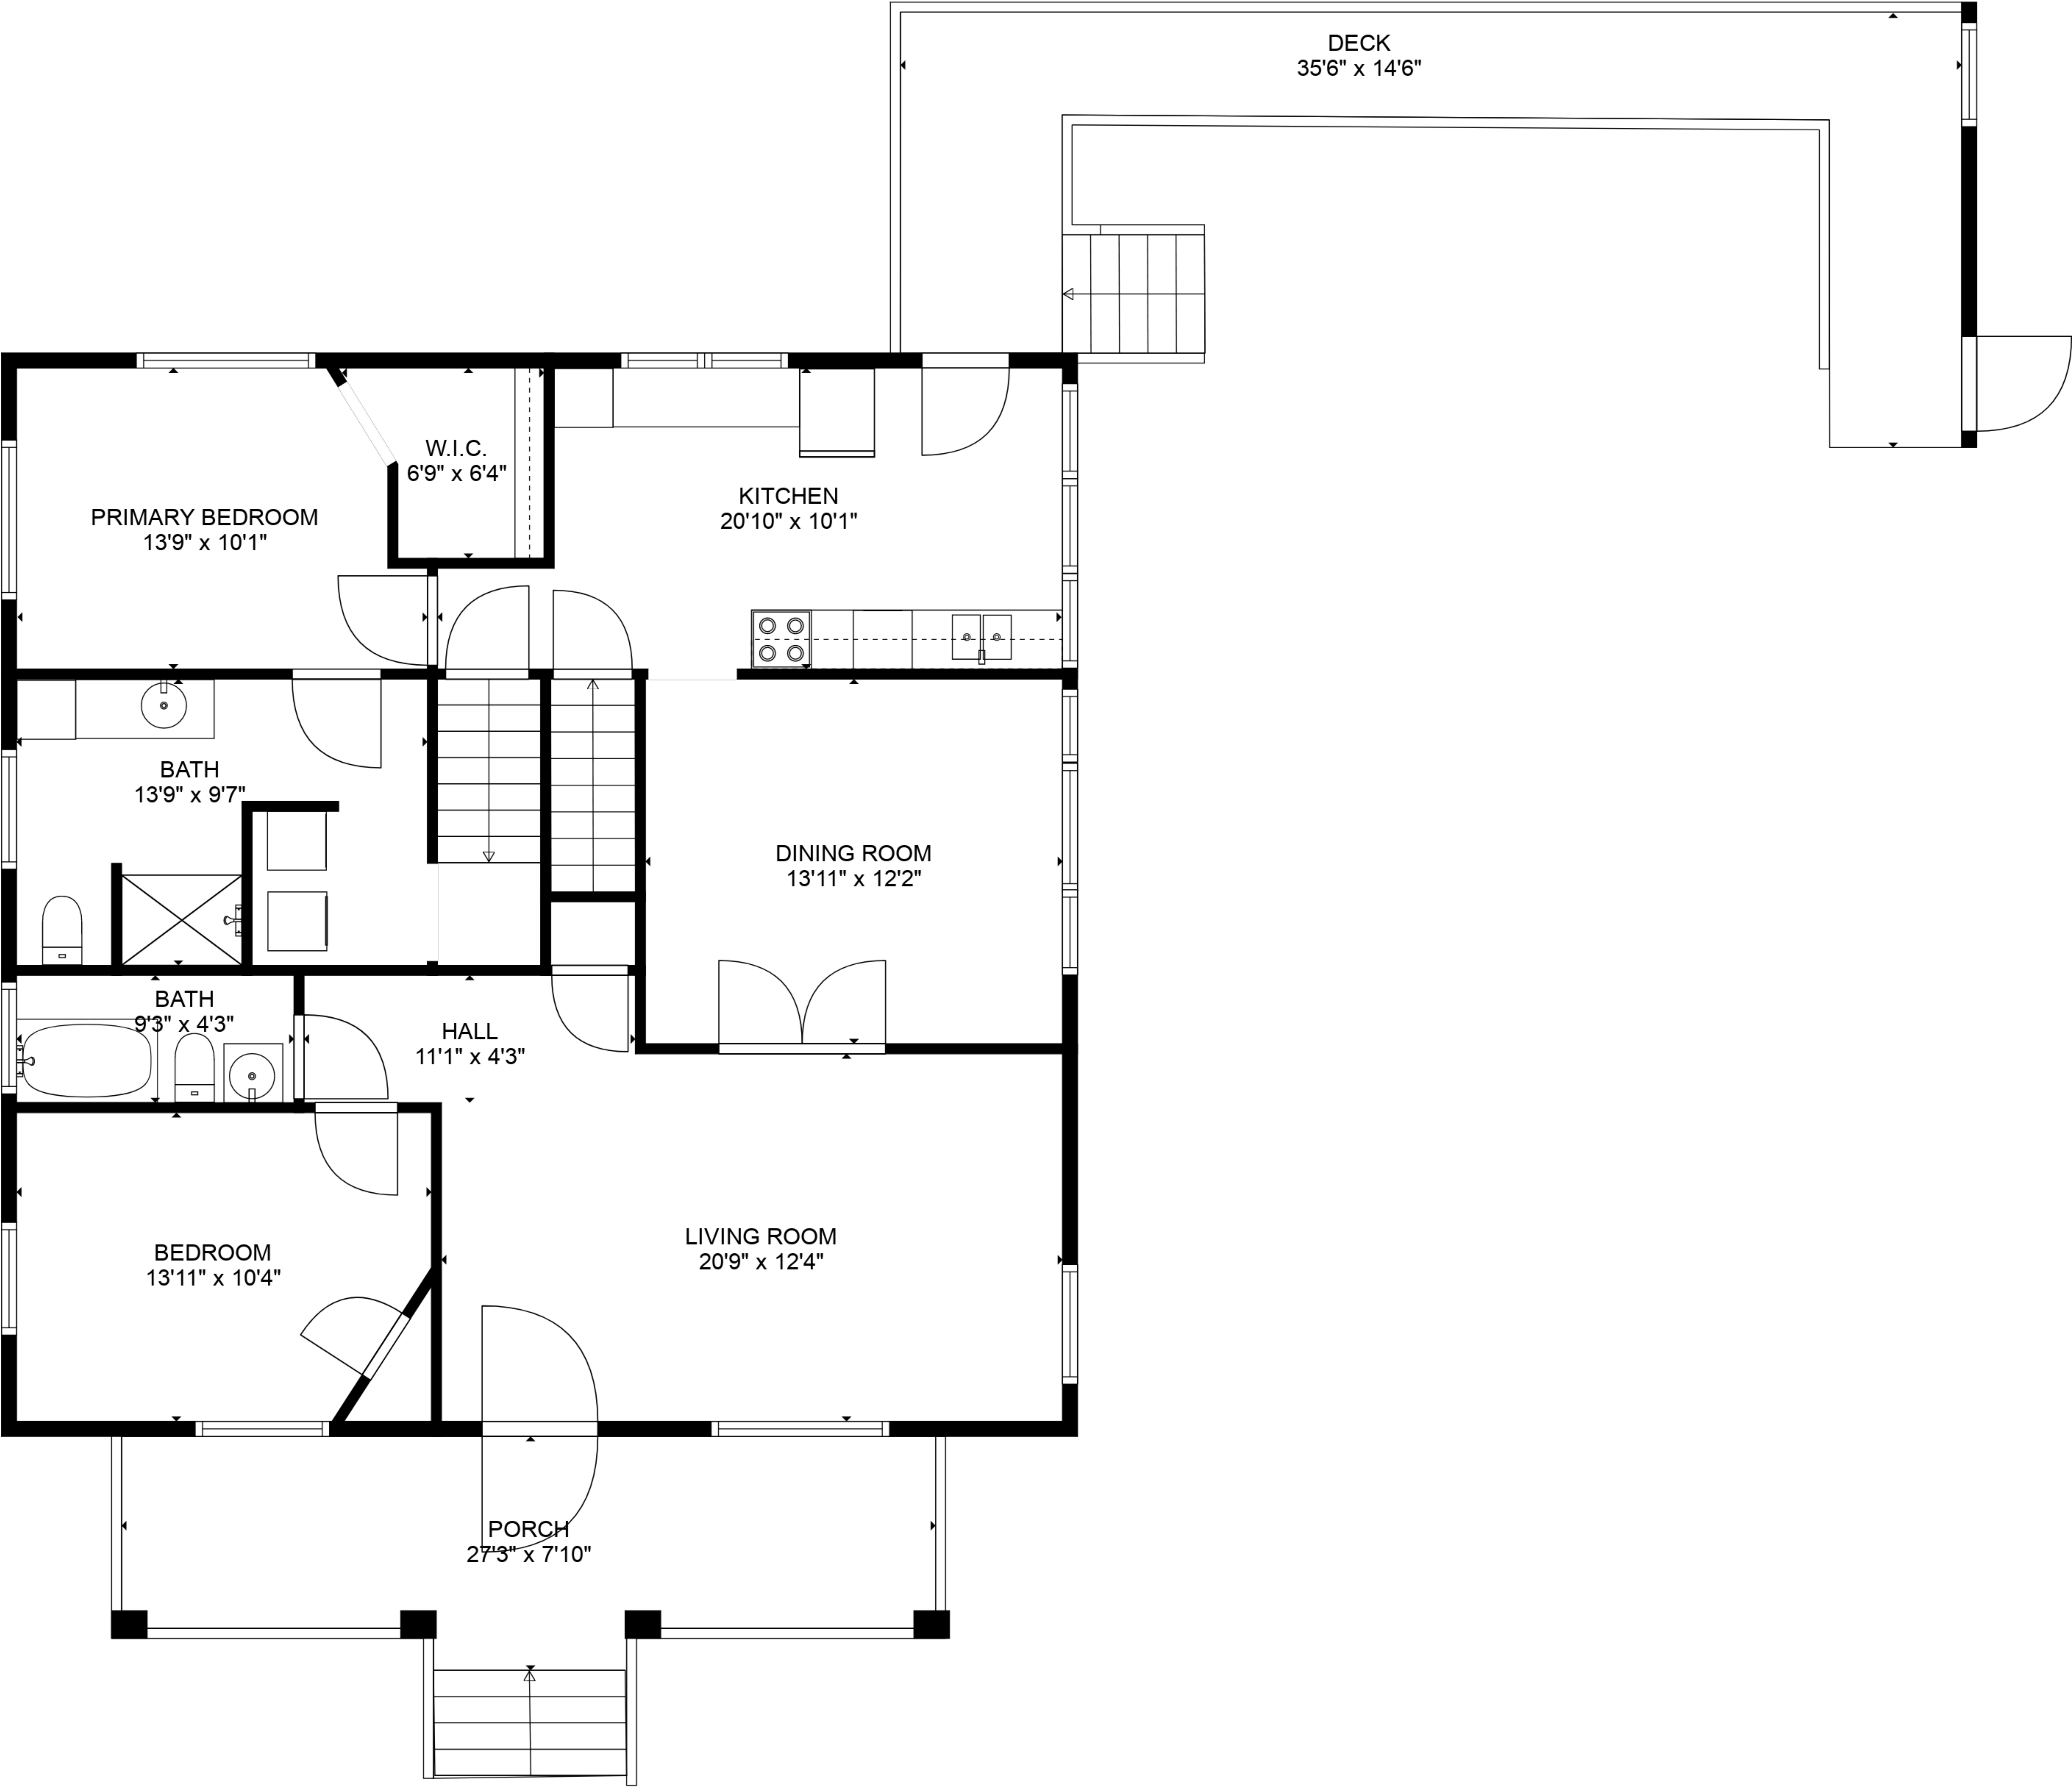 DECK
35'6" x 14'6"
W.I.C.
6'9" x 6'4"
KITCHEN
20'10" x 10'1"
PRIMARY BEDROOM
13'9" x 10'1"
BATH
13'9" x 9'7"
DINING ROOM
13'11" x 12'2"
BATH
9'3" x 4'3"
HALL
11'1" x 4'3"
LIVING ROOM
20'9" x 12'4"
BEDROOM
13'11" x 10'4"
PORCH
27'3" x 7'10"